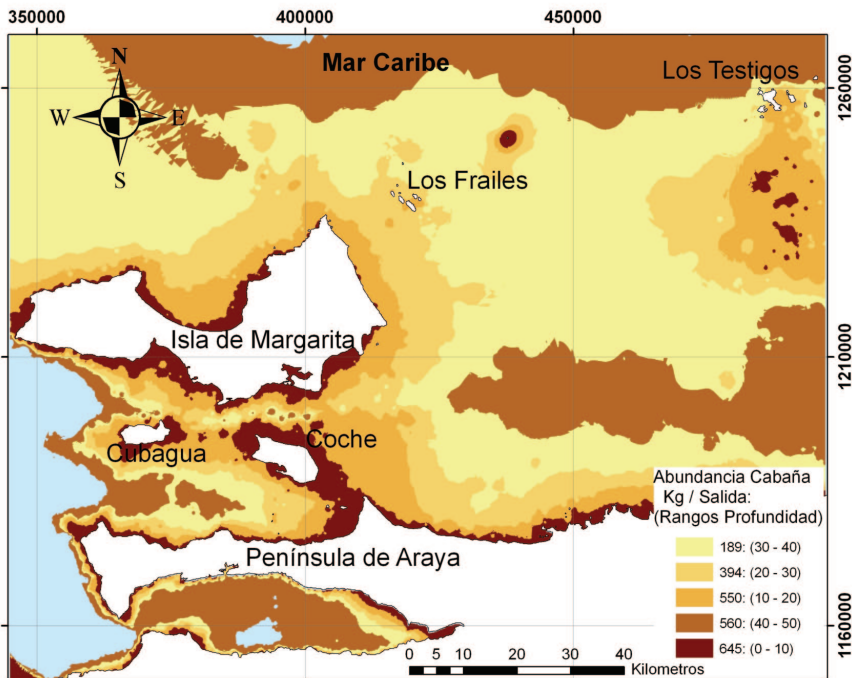 350000 400000 450000
Mar Caribe
Los Testigos
N
W E
S
1260000
Los Frailes
Isla de Margarita
1210000
Coche
Cubagua
Península de Araya
Abundancia Cabaña
Kg / Salida:
(Rangos Profundidad)
189: (30 - 40)
394: (20 - 30)
550: (10 - 20)
560: (40 - 50)
645: (0 - 10)
1160000
0 5 10 20 30 40
Kilometros